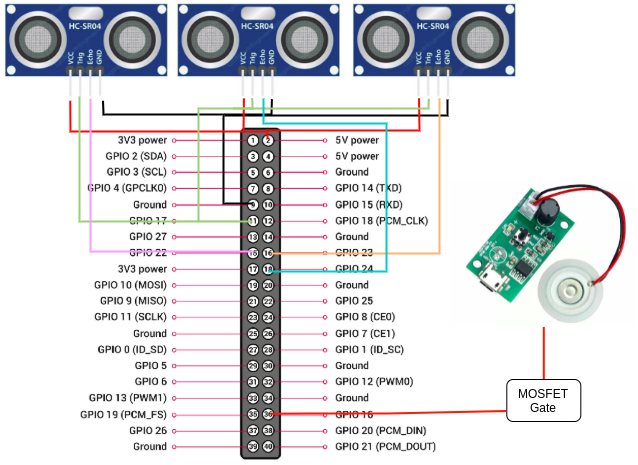 HC-SR04 HC-SR04 HC-SR04
VCC Trig Echo GND VCC Trig Echo GND VCC Trig Echo GND
3V3 power 1 2 5V power
GPIO 2 (SDA) 3 4 5V power
GPIO 3 (SCL) 5 6 Ground
GPIO 4 (GPCLK0) 7 8 GPIO 14 (TXD)
Ground 9 10 GPIO 15 (RXD)
GPIO 17 11 12 GPIO 18 (PCM_CLK)
GPIO 27 13 14 Ground
GPIO 22 15 16 GPIO 23
3V3 power 17 18 GPIO 24
GPIO 10 (MOSI) 19 20 Ground
GPIO 9 (MISO) 21 22 GPIO 25
GPIO 11 (SCLK) 23 24 GPIO 8 (CE0)
Ground 25 26 GPIO 7 (CE1)
GPIO 0 (ID_SD) 27 28 GPIO 1 (ID_SC)
GPIO 5 29 30 Ground
GPIO 6 31 32 GPIO 12 (PWM0)
GPIO 13 (PWM1) 33 34 Ground
GPIO 19 (PCM_FS) 35 36 GPIO 16
GPIO 26 37 38 GPIO 20 (PCM_DIN)
Ground 39 40 GPIO 21 (PCM_DOUT)
MOSFET
Gate